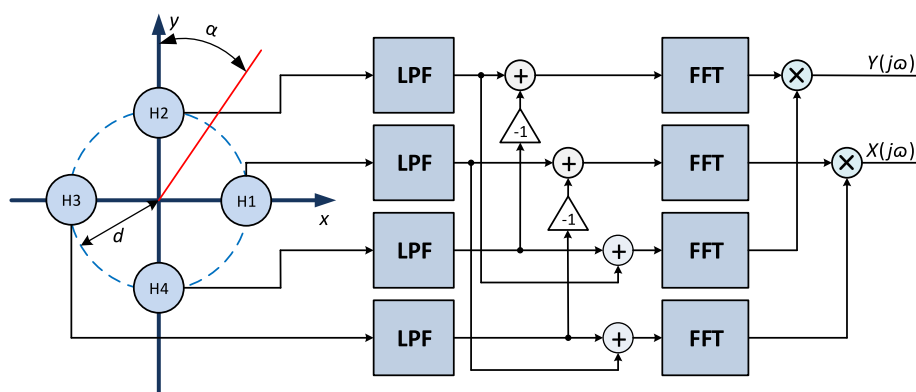 y
α
H2
H3
H1
x
d
H4
LPF
+
-1
FFT
×
Y(jω)
LPF
+
-1
FFT
×
X(jω)
LPF
+
FFT
LPF
+
FFT